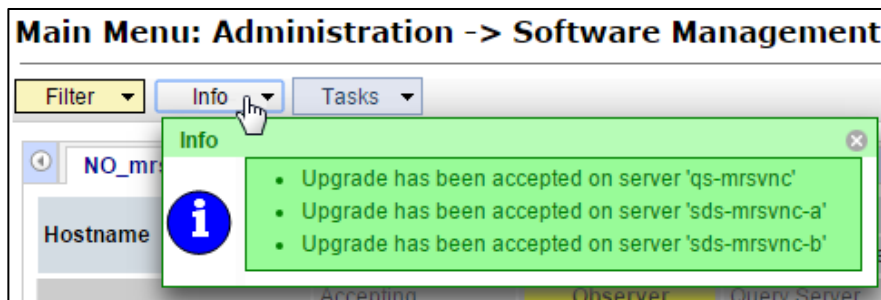 Main Menu: Administration -> Software Management
Filter Info Tasks
Info
NO_mrs
• Upgrade has been accepted on server 'qs-mrsvnc'
• Upgrade has been accepted on server 'sds-mrsvnc-a'
Hostname
• Upgrade has been accepted on server 'sds-mrsvnc-b'
Accepting Observer Query Server